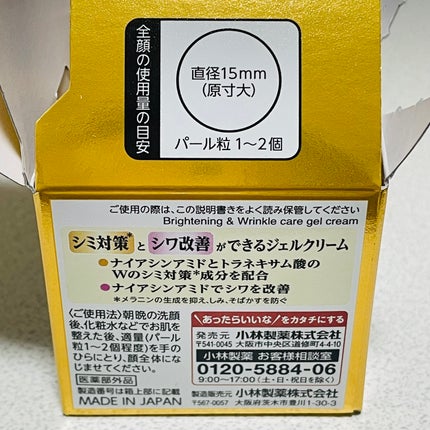 全顔の使用量の目安
直径15mm
(原寸大)
パール粒 1〜2個
ご使用の際は、この説明書きをよく読み保管してください
Brightening & Wrinkle care gel cream
シミ対策*とシワ改善ができるジェルクリーム
●ナイアシンアミドとトラネキサム酸の
Wのシミ対策*成分を配合
●ナイアシンアミドでシワを改善
*メラニンの生成を抑え、しみ、そばかすを防ぐ
〈ご使用法〉朝晩の洗顔
後、化粧水などでお肌を
整えた後、適量(パール
粒1〜2個程度)を手の
ひらにとり、顔全体にな
じませてください。
医薬部外品
製造番号は箱上部に記載
MADE IN JAPAN
“あったらいいな”をカタチにする
発売元 小林製薬株式会社
〒541-0045 大阪市中央区道修町4-4-10
小林製薬 お客様相談室
0120-5884-06
9:00〜17:00(土・日・祝日を除く)
製造販売元 小林製薬株式会社
〒567-0057 大阪府茨木市豊川1-30-3